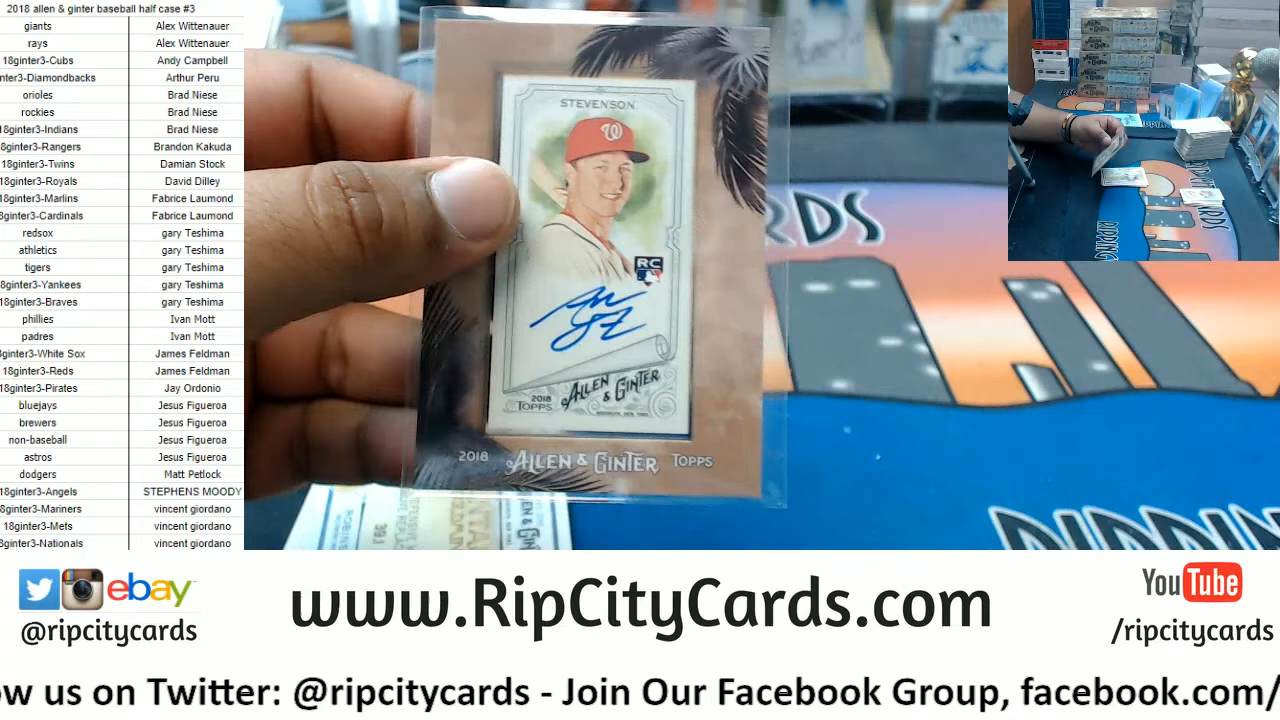 2018 allen & ginter baseball half case #3
giants Alex Wittenauer
rays Alex Wittenauer
18ginter3-Cubs Andy Campbell
nter3-Diamondbacks Arthur Peru
orioles Brad Niese
rockies Brad Niese
18ginter3-Indians Brad Niese
18ginter3-Rangers Brandon Kakuda
18ginter3-Twins Damian Stock
18ginter3-Royals David Dilley
18ginter3-Marlins Fabrice Laumond
8ginter3-Cardinals Fabrice Laumond
redsox gary Teshima
athletics gary Teshima
tigers gary Teshima
8ginter3-Yankees gary Teshima
18ginter3-Braves gary Teshima
phillies Ivan Mott
padres Ivan Mott
8ginter3-White Sox James Feldman
18ginter3-Reds James Feldman
18ginter3-Pirates Jay Ordonio
bluejays Jesus Figueroa
brewers Jesus Figueroa
non-baseball Jesus Figueroa
astros Jesus Figueroa
dodgers Matt Petlock
18ginter3-Angels STEPHENS MOODY
8ginter3-Mariners vincent giordano
18ginter3-Mets vincent giordano
8ginter3-Nationals vincent giordano
STEVENSON
W
RC
2018 TOPPS ALLEN & GINTER
2018 ALLEN & GINTER TOPPS
RDS
RIPPING
ebay
@ripcitycards
www.RipCityCards.com
YouTube
/ripcitycards
ow us on Twitter: @ripcitycards - Join Our Facebook Group, facebook.com/